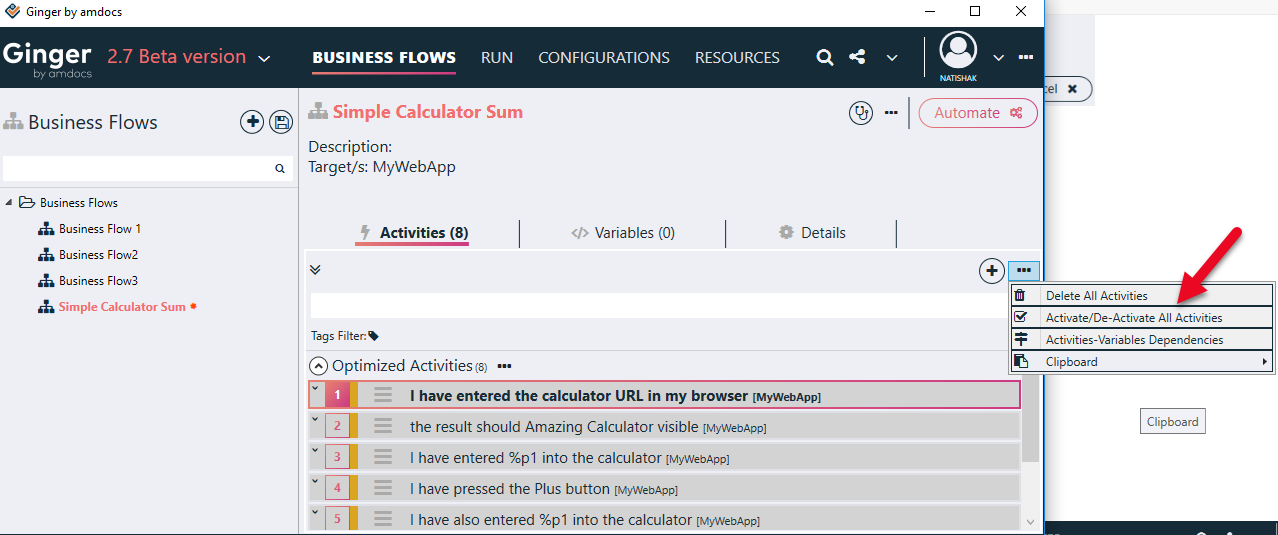 Ginger by amdocs
Ginger
by amdocs
2.7 Beta version
BUSINESS FLOWS
RUN
CONFIGURATIONS
RESOURCES
NATISHAK
Business Flows
Business Flows
Business Flow 1
Business Flow2
Business Flow3
Simple Calculator Sum
Simple Calculator Sum
Automate
Description:
Target/s: MyWebApp
Activities (8)
Variables (0)
Details
Tags Filter:
Optimized Activities (8)
1 I have entered the calculator URL in my browser [MyWebApp]
2 the result should Amazing Calculator visible [MyWebApp]
3 I have entered %p1 into the calculator [MyWebApp]
4 I have pressed the Plus button [MyWebApp]
5 I have also entered %p1 into the calculator [MyWebApp]
Delete All Activities
Activate/De-Activate All Activities
Activities-Variables Dependencies
Clipboard
Clipboard